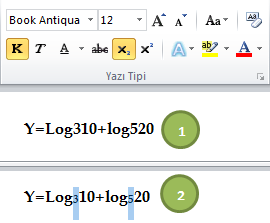 Book Antiqua 12 A A Aa
K T A abc x₂ x² A ab A
Yazı Tipi
Y=Log310+log520 1
Y=Log₃10+log₅20 2